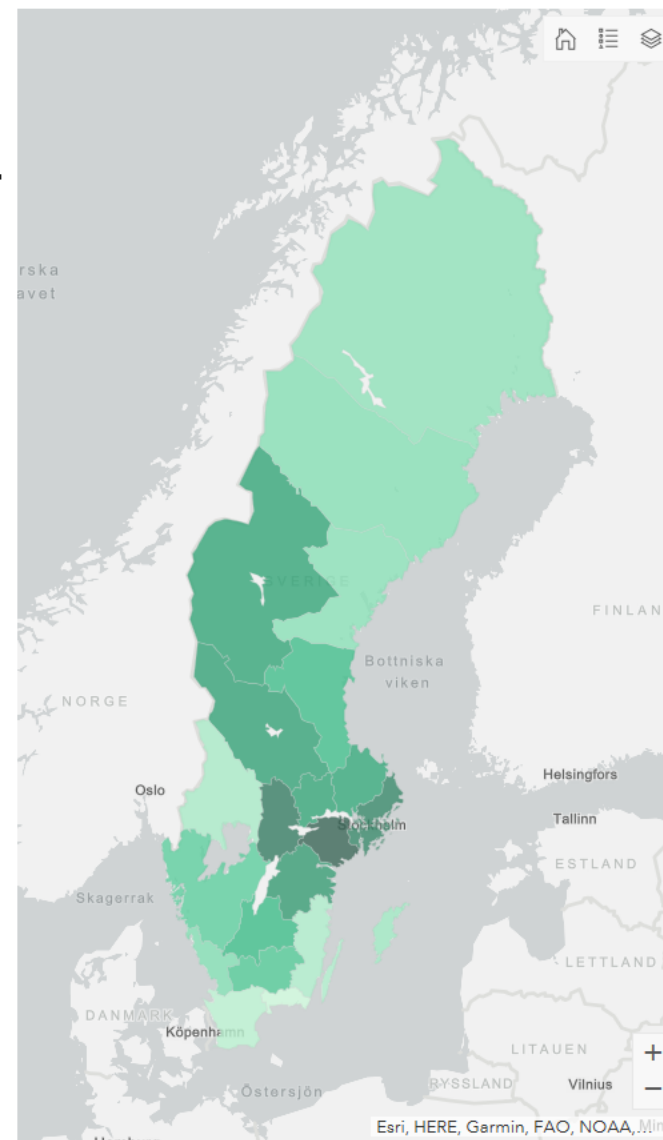 rska
avet
SVERIGE
FINLAN
Bottniska
viken
NORGE
Helsingfors
Oslo
Stockholm
Tallinn
ESTLAND
Skagerrak
LETTLAND
DANMARK
Köpenhamn
LITAUEN
+
RYSSLAND
Vilnius
−
Östersjön
Esri, HERE, Garmin, FAO, NOAA,...